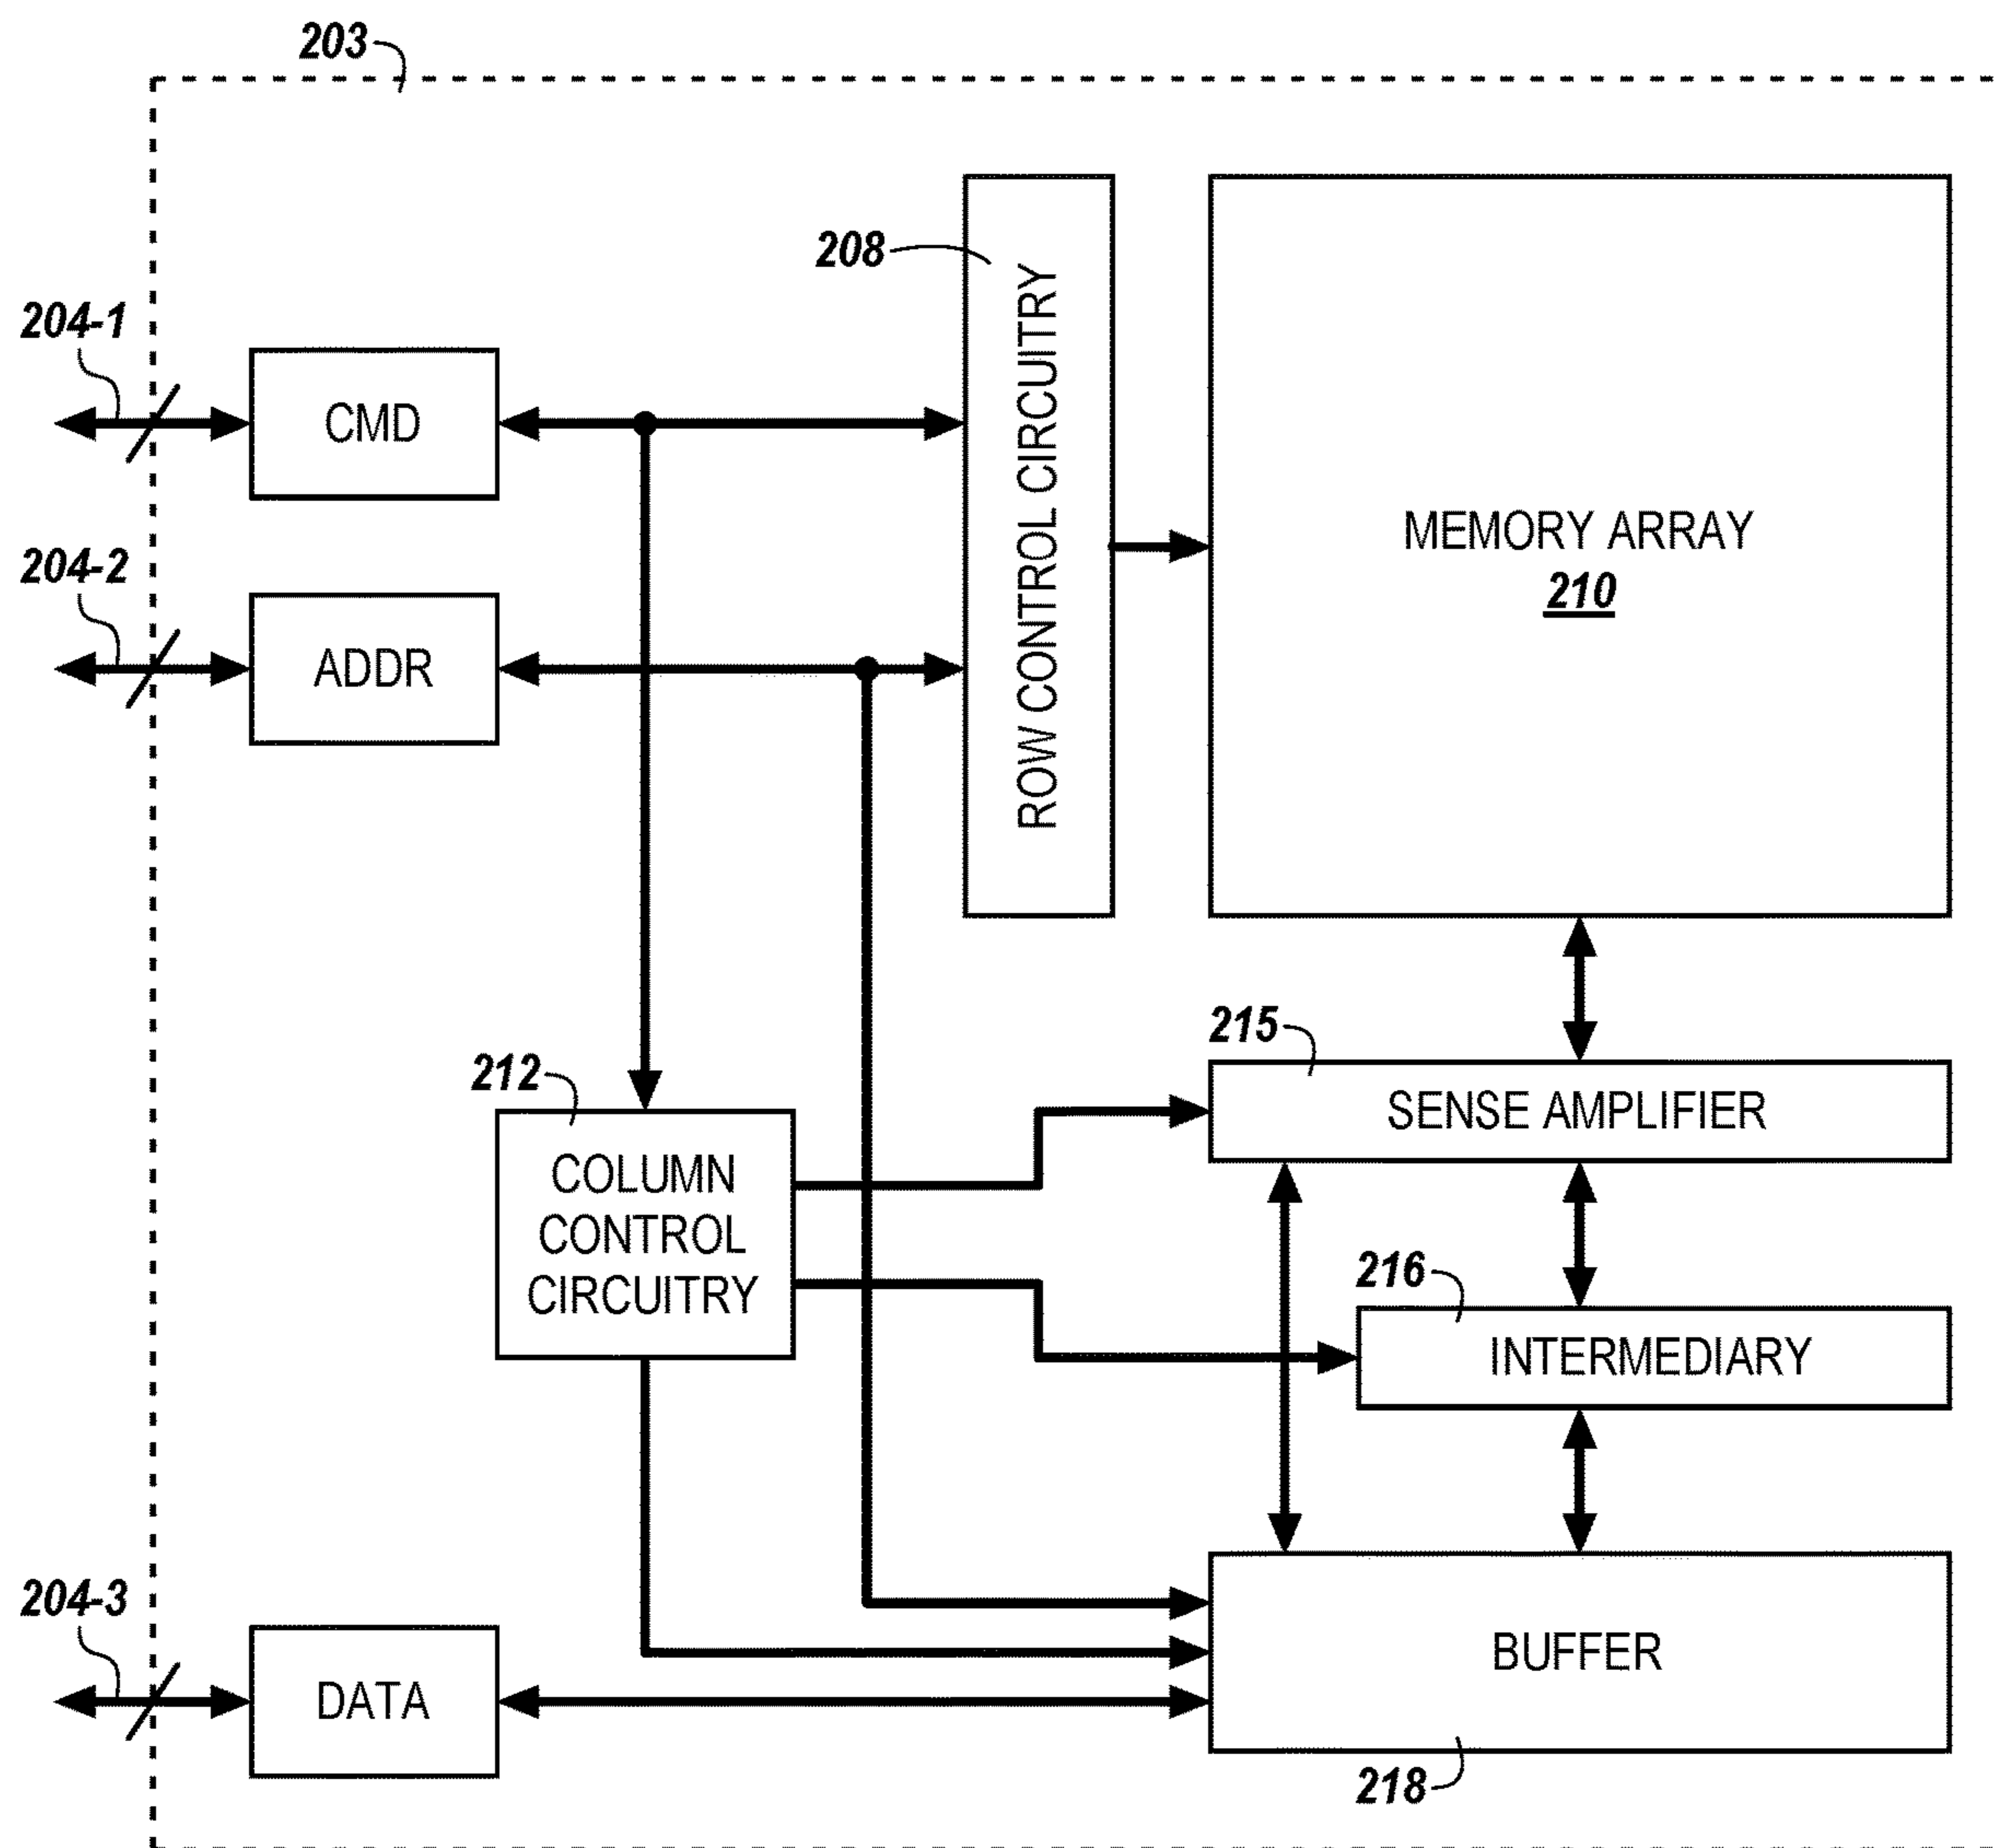 203
208
ROW CONTROL CIRCUITRY
MEMORY ARRAY
210
204-1
CMD
204-2
ADDR
215
SENSE AMPLIFIER
212
COLUMN
CONTROL
CIRCUITRY
216
INTERMEDIARY
204-3
DATA
BUFFER
218